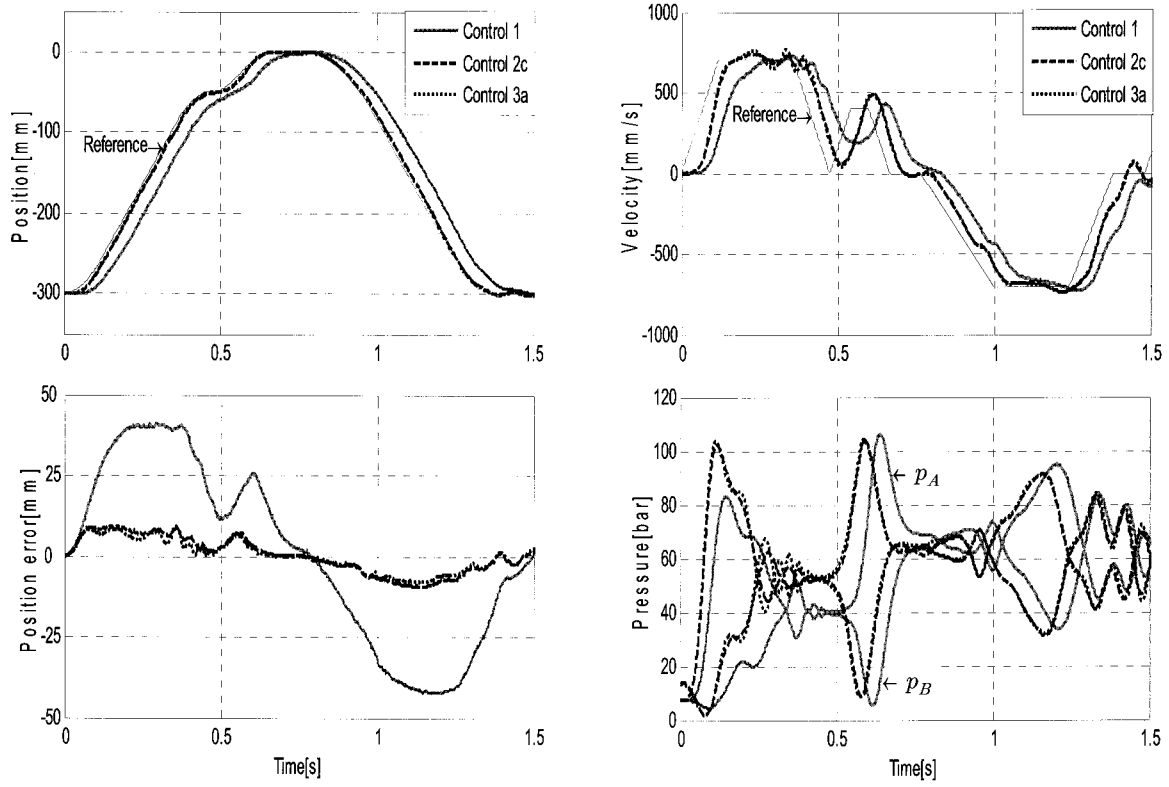 0
-100
-200
-300
Position[mm]
Reference
Control 1
Control 2c
Control 3a
0
0.5
1
1.5
1000
500
0
-500
-1000
Velocity[mm/s]
Reference
Control 1
Control 2c
Control 3a
0
0.5
1
1.5
50
25
0
-25
-50
Position error[mm]
0
0.5
1
1.5
Time[s]
120
100
80
60
40
20
0
Pressure[bar]
pA
pB
0
0.5
1
1.5
Time[s]